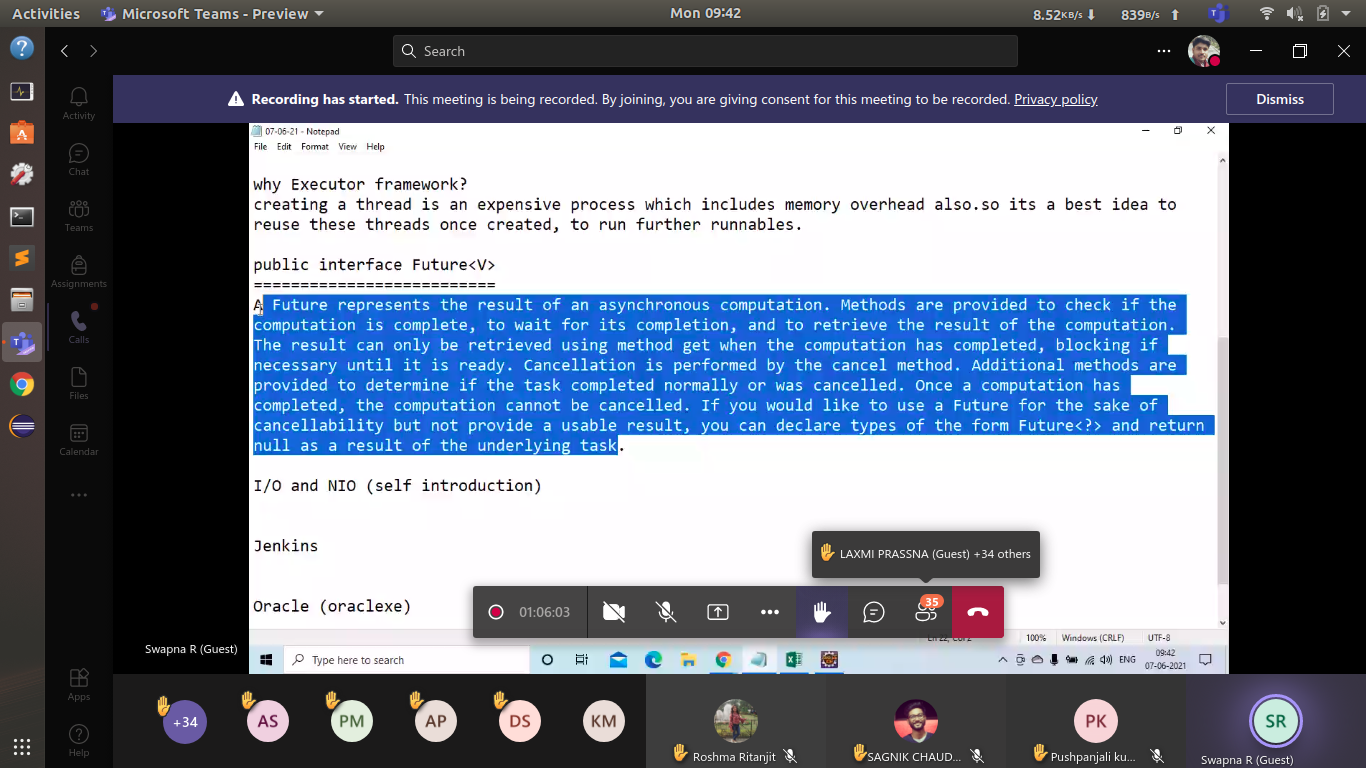 Activities
Microsoft Teams - Preview
Mon 09:42
8.52KB/s
839B/s
Search
Recording has started. This meeting is being recorded. By joining, you are giving consent for this meeting to be recorded. Privacy policy
Dismiss
Activity
Chat
Teams
Assignments
Calls
Files
Calendar
Apps
Help
07-06-21 - Notepad
File Edit Format View Help
why Executor framework?
creating a thread is an expensive process which includes memory overhead also.so its a best idea to
reuse these threads once created, to run further runnables.
public interface Future<V>
==========================
A Future represents the result of an asynchronous computation. Methods are provided to check if the
computation is complete, to wait for its completion, and to retrieve the result of the computation.
The result can only be retrieved using method get when the computation has completed, blocking if
necessary until it is ready. Cancellation is performed by the cancel method. Additional methods are
provided to determine if the task completed normally or was cancelled. Once a computation has
completed, the computation cannot be cancelled. If you would like to use a Future for the sake of
cancellability but not provide a usable result, you can declare types of the form Future<?> and return
null as a result of the underlying task.
I/O and NIO (self introduction)
Jenkins
Oracle (oraclexe)
LAXMI PRASSNA (Guest) +34 others
01:06:03
35
100%
Windows (CRLF)
UTF-8
Swapna R (Guest)
Type here to search
ENG
09:42
07-06-2021
+34
AS
PM
AP
DS
KM
PK
SR
Roshma Ritanjit
SAGNIK CHAUD...
Pushpanjali ku...
Swapna R (Guest)